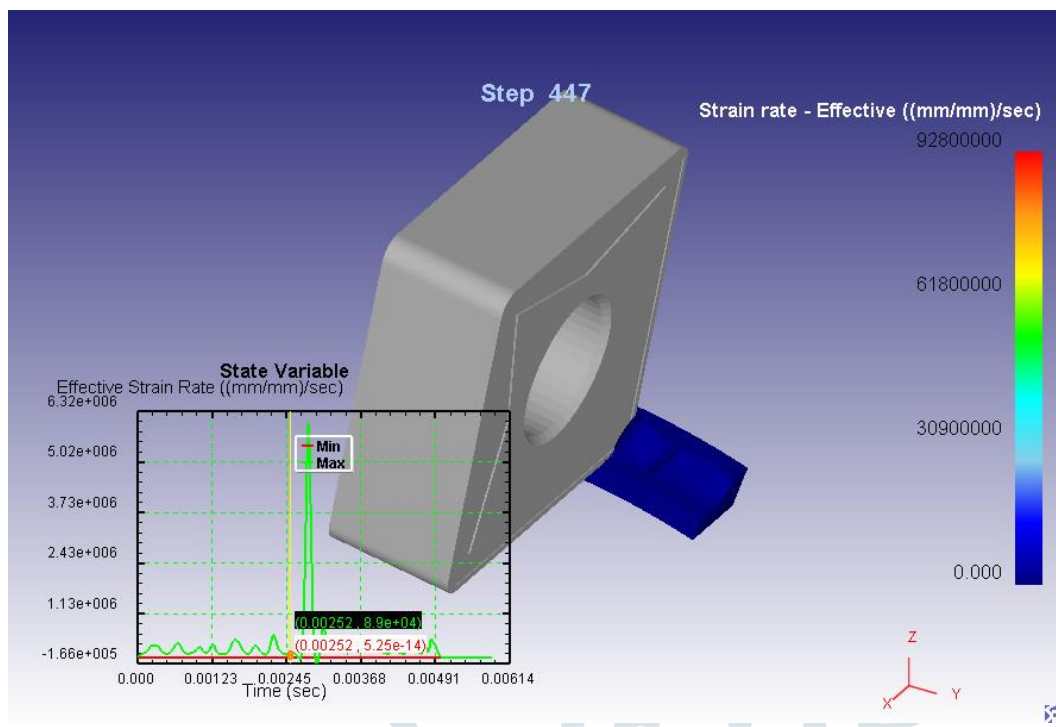 Step 447
Strain rate - Effective ((mm/mm)/sec)
92800000
61800000
30900000
0.000
State Variable
Effective Strain Rate ((mm/mm)/sec)
6.32e+006
5.02e+006
3.73e+006
2.43e+006
1.13e+006
-1.66e+005
Min
Max
(0.00252 , 8.9e+04)
(0.00252 , 5.25e-14)
0.000 0.00123 0.00245 0.00368 0.00491 0.00614
Time (sec)
Z
X
Y